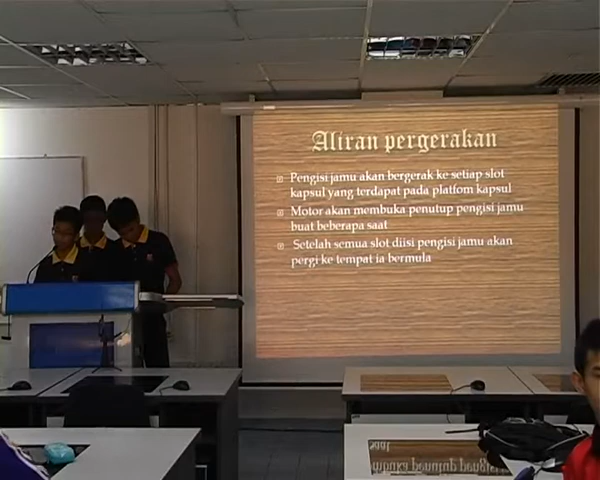 Aliran pergerakan
Pengisi jamu akan bergerak ke setiap slot
kapsul yang terdapat pada platfom kapsul
Motor akan membuka penutup pengisi jamu
buat beberapa saat
Setelah semua slot diisi pengisi jamu akan
pergi ke tempat ia bermula